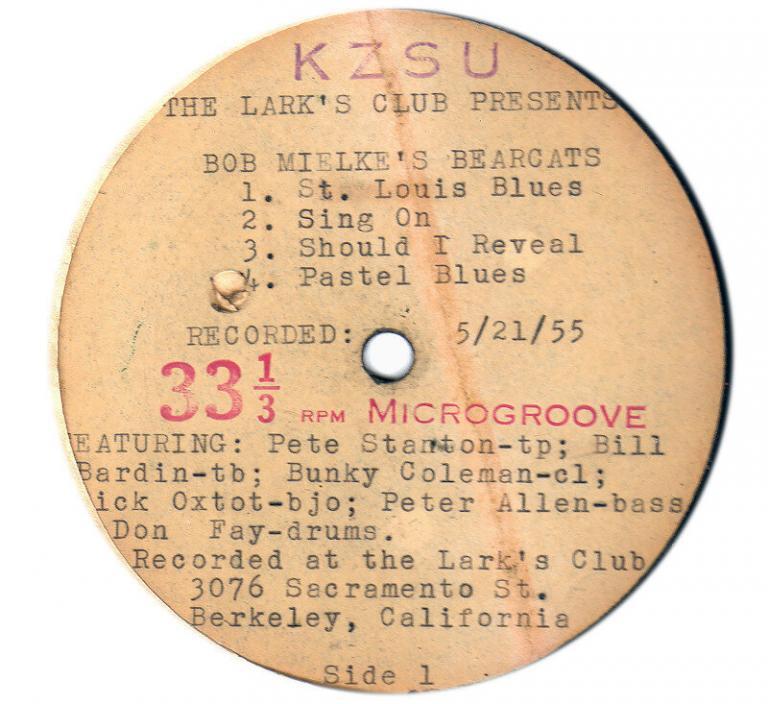 KZSU
THE LARK'S CLUB PRESENTS
BOB MIELKE'S BEARCATS
1. St. Louis Blues
2. Sing On
3. Should I Reveal
4. Pastel Blues
RECORDED: 5/21/55
33 1/3 RPM MICROGROOVE
EATURING: Pete Stanton-tp; Bill
Bardin-tb; Bunky Coleman-cl;
ick Oxtot-bjo; Peter Allen-bass
Don Fay-drums.
Recorded at the Lark's Club
3076 Sacramento St.
Berkeley, California
Side 1